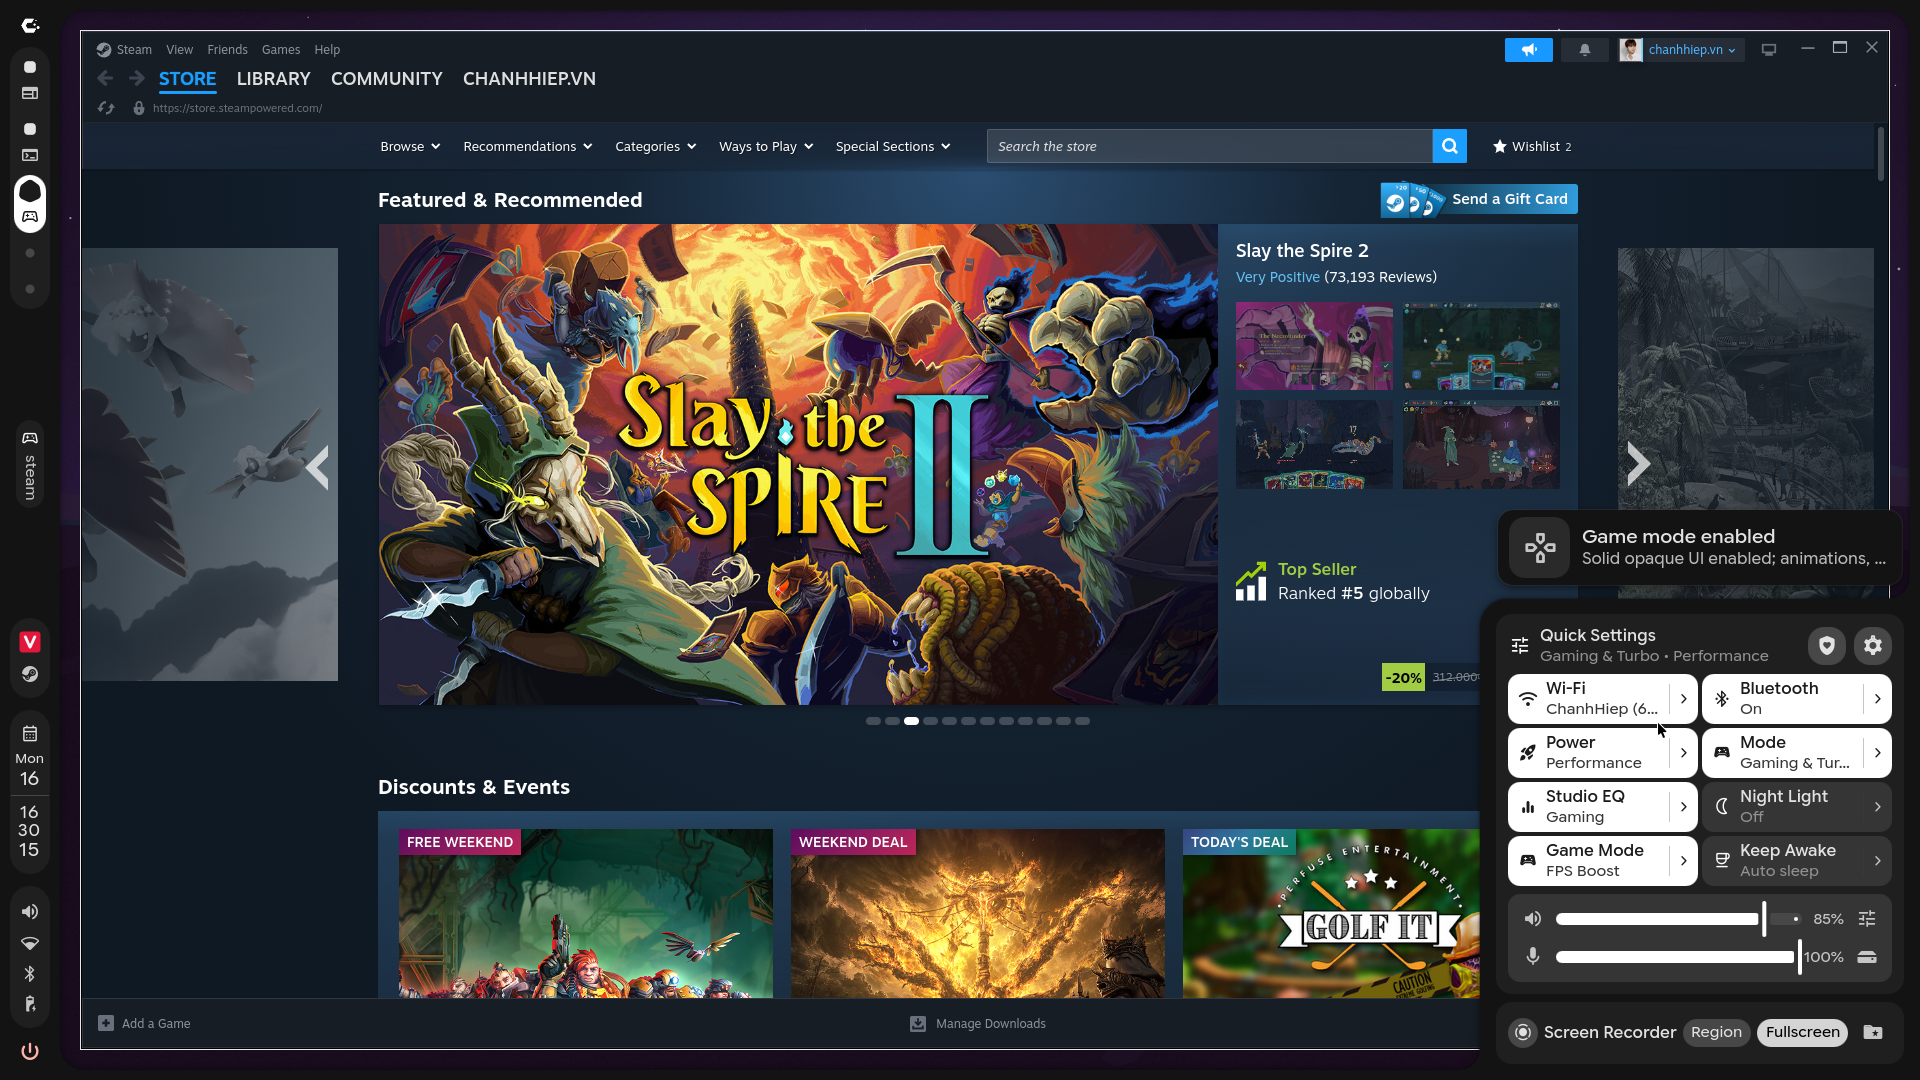 Steam View Friends Games Help
chanhhiep.vn
STORE LIBRARY COMMUNITY CHANHHIEP.VN
https://store.steampowered.com/
Browse Recommendations Categories Ways to Play Special Sections
Search the store
Wishlist 2
Featured & Recommended
Send a Gift Card
Slay the Spire 2
Very Positive (73,193 Reviews)
Slay the
SPIRE II
Top Seller
Ranked #5 globally
-20% 312.000
Discounts & Events
FREE WEEKEND
WEEKEND DEAL
TODAY'S DEAL
PERFUSE ENTERTAINMENT
GOLF IT
CAUTION
Add a Game
Manage Downloads
steam
Mon
16
16
30
15
Game mode enabled
Solid opaque UI enabled; animations, ...
Quick Settings
Gaming & Turbo • Performance
Wi-Fi
ChanhHiep (6...
Bluetooth
On
Power
Performance
Mode
Gaming & Tur...
Studio EQ
Gaming
Night Light
Off
Game Mode
FPS Boost
Keep Awake
Auto sleep
85%
100%
Screen Recorder Region Fullscreen